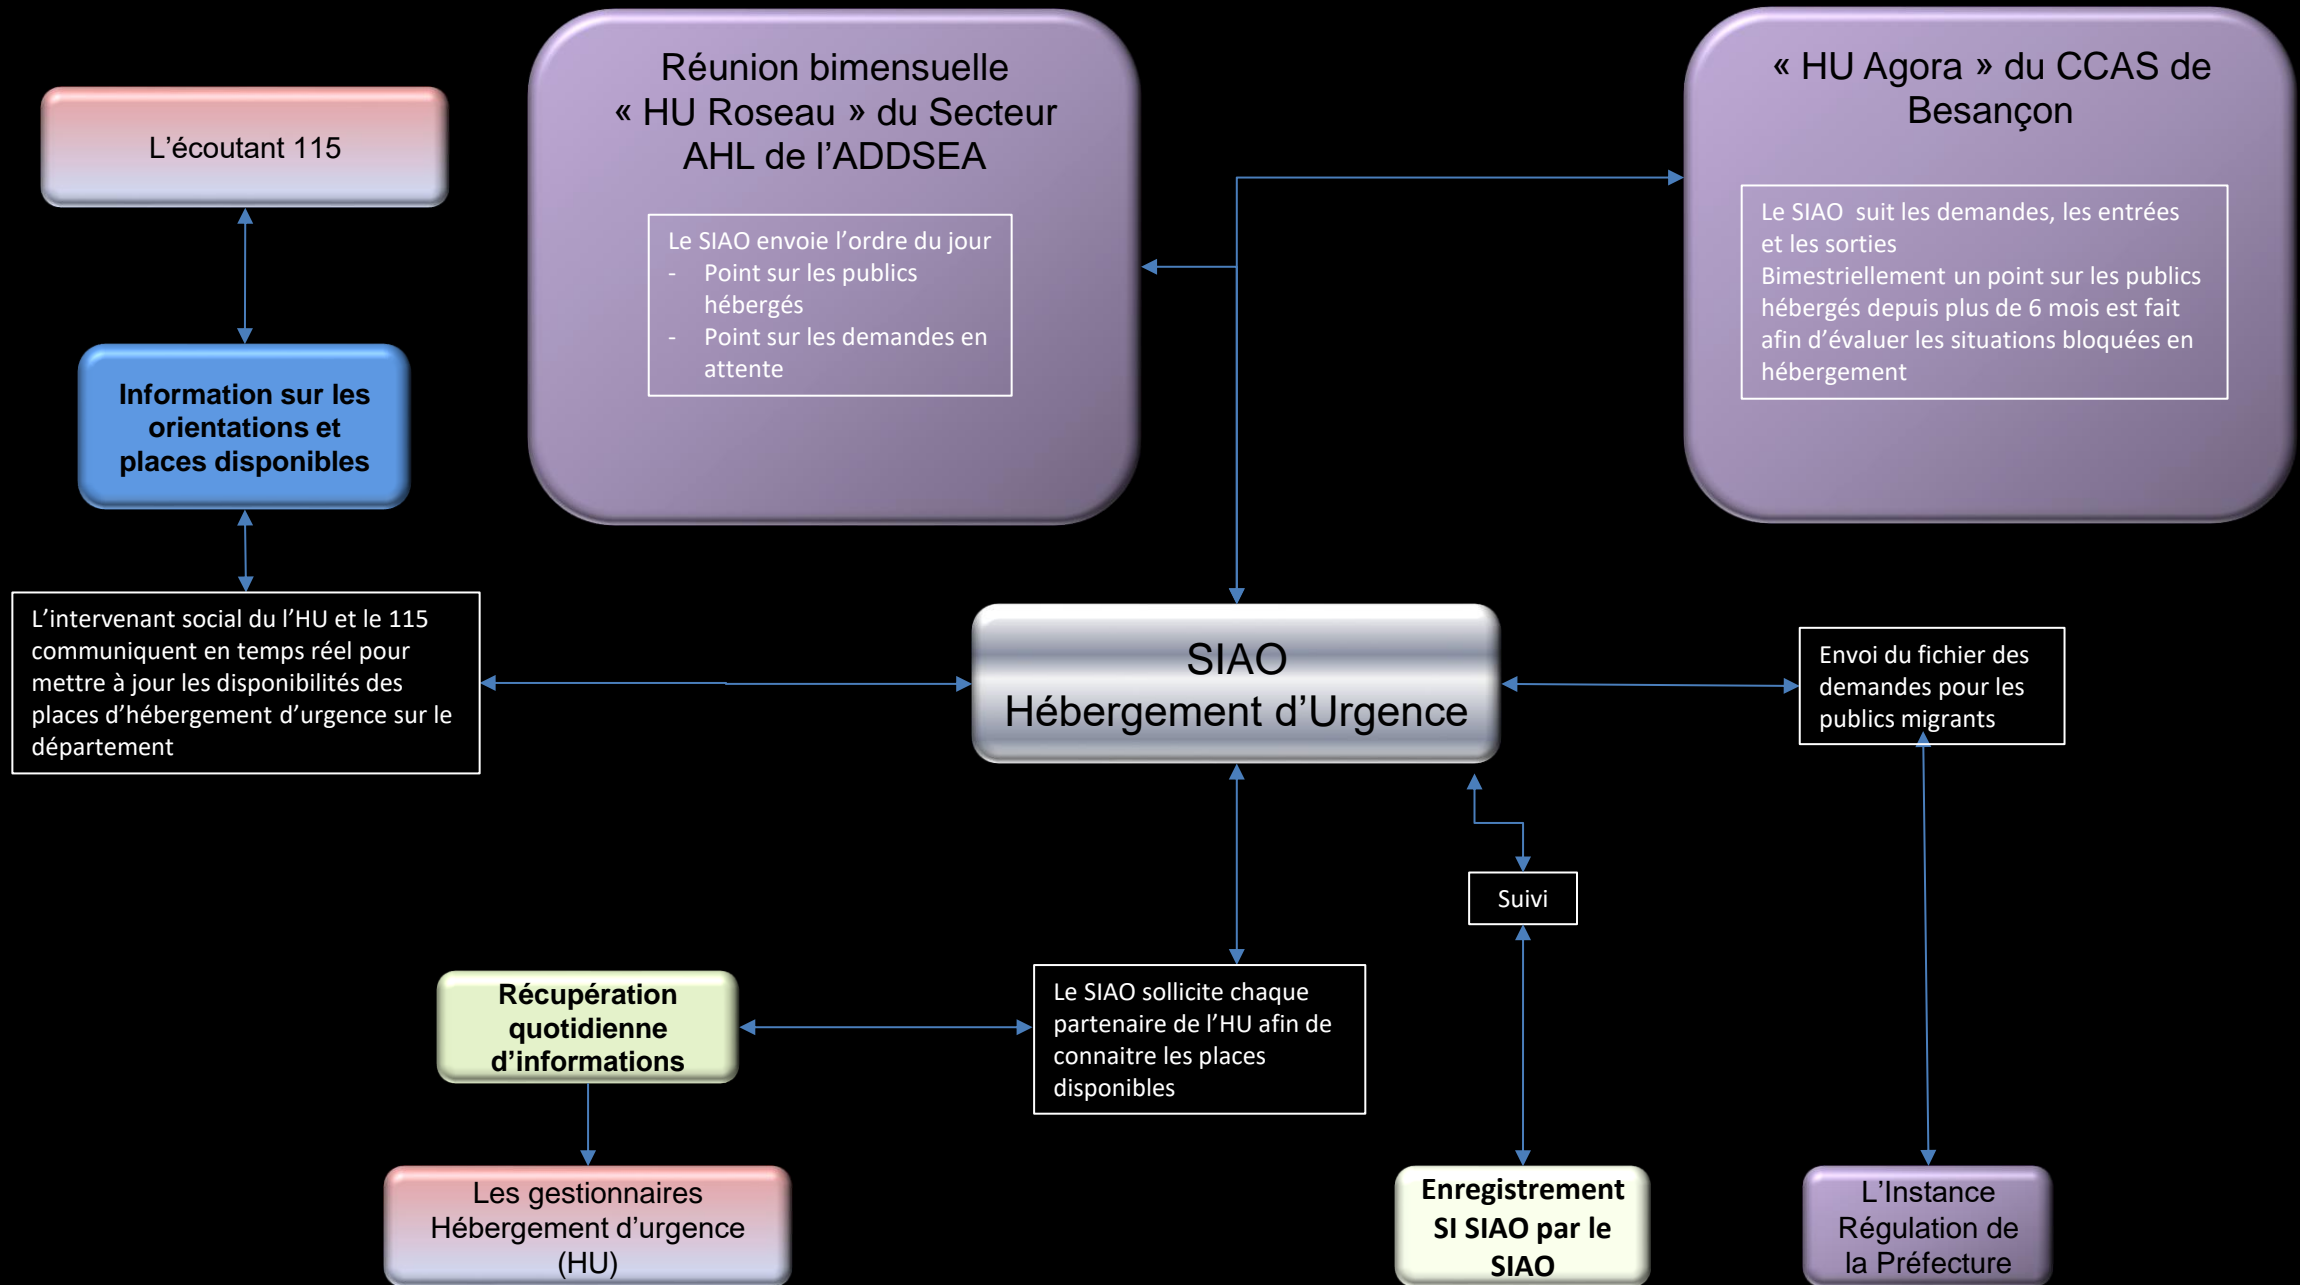 Réunion bimensuelle
« HU Roseau » du Secteur
AHL de l’ADDSEA
Le SIAO envoie l’ordre du jour
- Point sur les publics
hébergés
- Point sur les demandes en
attente
« HU Agora » du CCAS de
Besançon
Le SIAO suit les demandes, les entrées
et les sorties
Bimestriellement un point sur les publics
hébergés depuis plus de 6 mois est fait
afin d’évaluer les situations bloquées en
hébergement
L’écoutant 115
Information sur les
orientations et
places disponibles
L’intervenant social du l’HU et le 115
communiquent en temps réel pour
mettre à jour les disponibilités des
places d’hébergement d’urgence sur le
département
SIAO
Hébergement d’Urgence
Envoi du fichier des
demandes pour les
publics migrants
Suivi
Récupération
quotidienne
d’informations
Le SIAO sollicite chaque
partenaire de l’HU afin de
connaitre les places
disponibles
Les gestionnaires
Hébergement d’urgence
(HU)
Enregistrement
SI SIAO par le
SIAO
L’Instance
Régulation de
la Préfecture